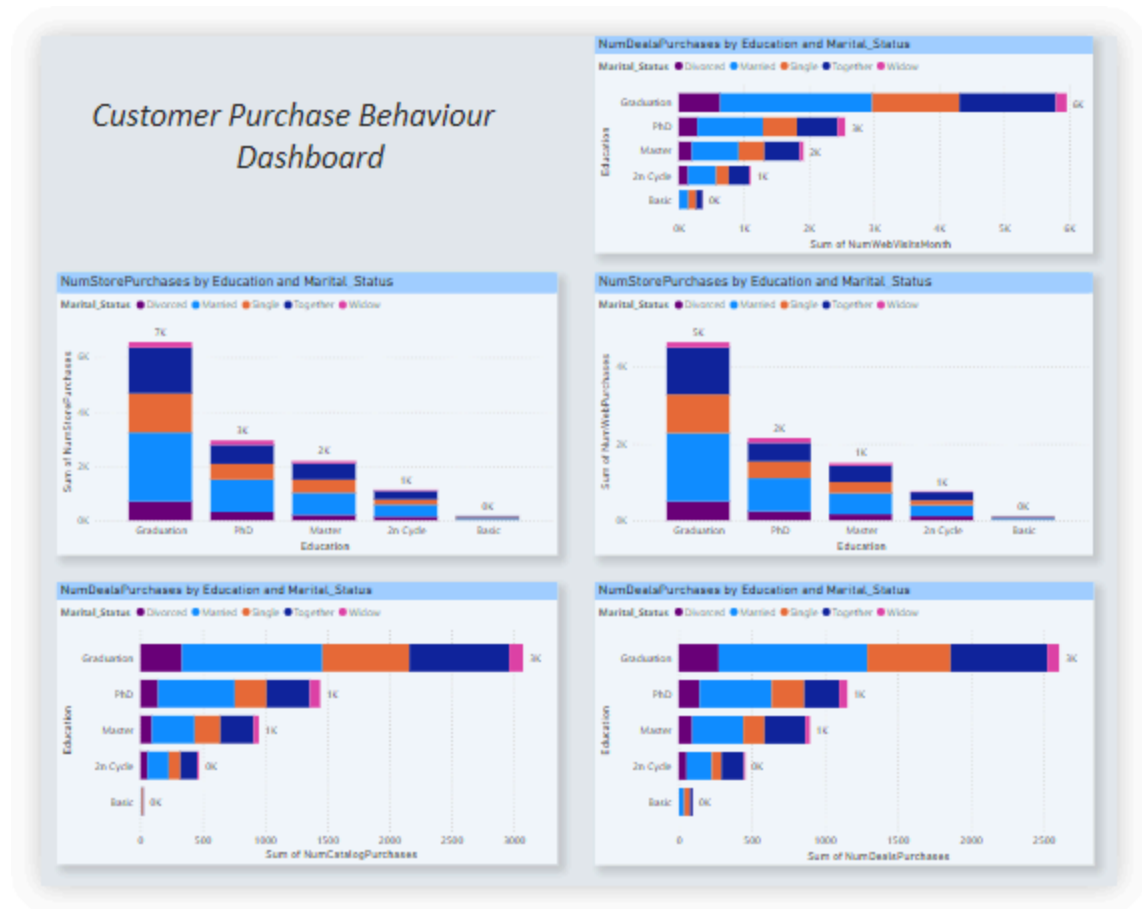 Customer Purchase Behaviour
Dashboard
NumDealsPurchases by Education and Marital_Status
Marital_Status Divorced Married Single Together Widow
Education
Graduation 6K
PhD 3K
Master 2K
2n Cycle 1K
Basic 0K
0K 1K 2K 3K 4K 5K 6K
Sum of NumWebVisitsMonth
NumStorePurchases by Education and Marital_Status
Marital_Status Divorced Married Single Together Widow
Sum of NumStorePurchases
6K
4K
2K
0K
7K
3K
2K
1K
0K
Graduation PhD Master 2n Cycle Basic
Education
NumStorePurchases by Education and Marital_Status
Marital_Status Divorced Married Single Together Widow
Sum of NumWebPurchases
4K
2K
0K
5K
2K
1K
1K
0K
Graduation PhD Master 2n Cycle Basic
Education
NumDealsPurchases by Education and Marital_Status
Marital_Status Divorced Married Single Together Widow
Education
Graduation 3K
PhD 1K
Master 1K
2n Cycle 0K
Basic 0K
0 500 1000 1500 2000 2500 3000
Sum of NumCatalogPurchases
NumDealsPurchases by Education and Marital_Status
Marital_Status Divorced Married Single Together Widow
Education
Graduation 3K
PhD 1K
Master 1K
2n Cycle 0K
Basic 0K
0 500 1000 1500 2000 2500
Sum of NumDealsPurchases